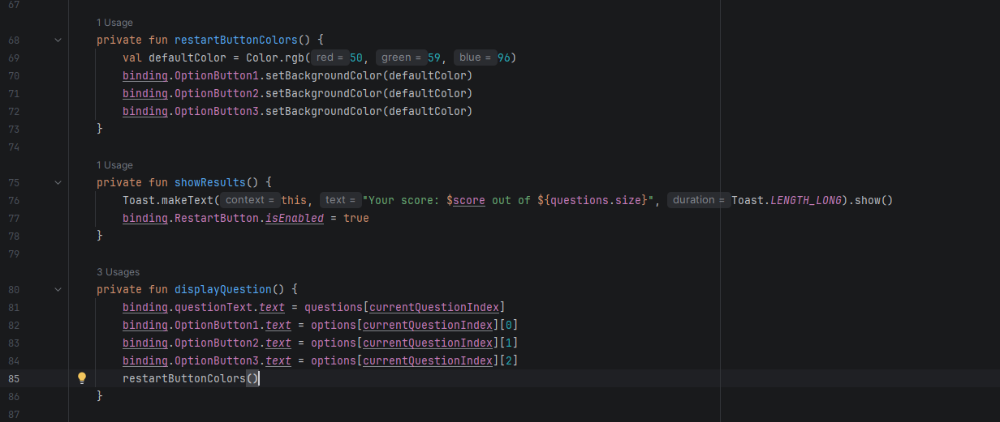 67
1 Usage
68 private fun restartButtonColors() {
69 val defaultColor = Color.rgb( red = 50, green = 59, blue = 96)
70 binding.OptionButton1.setBackgroundColor(defaultColor)
71 binding.OptionButton2.setBackgroundColor(defaultColor)
72 binding.OptionButton3.setBackgroundColor(defaultColor)
73 }
74
1 Usage
75 private fun showResults() {
76 Toast.makeText( context = this, text = "Your score: $score out of ${questions.size}", duration = Toast.LENGTH_LONG).show()
77 binding.RestartButton.isEnabled = true
78 }
79
3 Usages
80 private fun displayQuestion() {
81 binding.questionText.text = questions[currentQuestionIndex]
82 binding.OptionButton1.text = options[currentQuestionIndex][0]
83 binding.OptionButton2.text = options[currentQuestionIndex][1]
84 binding.OptionButton3.text = options[currentQuestionIndex][2]
85 restartButtonColors()
86 }
87